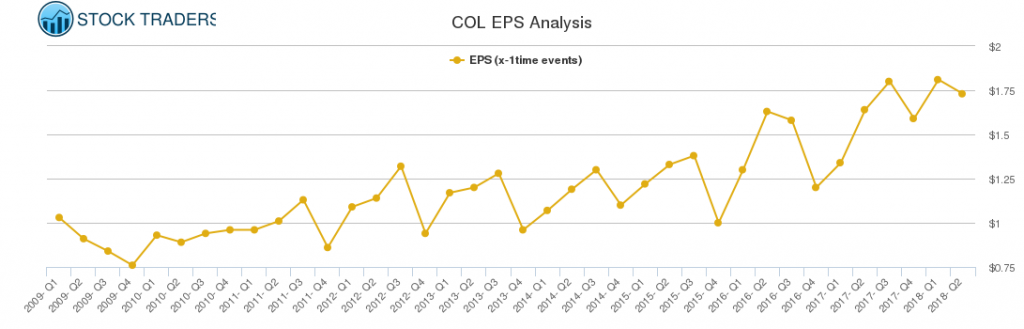 STOCK TRADERS
COL EPS Analysis
EPS (x-1time events)
$2
$1.75
$1.5
$1.25
$1
$0.75
2009- Q1
2009- Q2
2009- Q3
2009- Q4
2010- Q1
2010- Q2
2010- Q3
2010- Q4
2011- Q1
2011- Q2
2011- Q3
2011- Q4
2012- Q1
2012- Q2
2012- Q3
2012- Q4
2013- Q1
2013- Q2
2013- Q3
2013- Q4
2014- Q1
2014- Q2
2014- Q3
2014- Q4
2015- Q1
2015- Q2
2015- Q3
2015- Q4
2016- Q1
2016- Q2
2016- Q3
2016- Q4
2017- Q1
2017- Q2
2017- Q3
2017- Q4
2018- Q1
2018- Q2